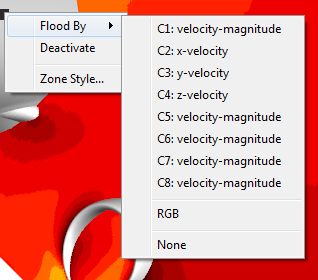 Flood By
Deactivate
Zone Style...
C1: velocity-magnitude
C2: x-velocity
C3: y-velocity
C4: z-velocity
C5: velocity-magnitude
C6: velocity-magnitude
C7: velocity-magnitude
C8: velocity-magnitude
RGB
None